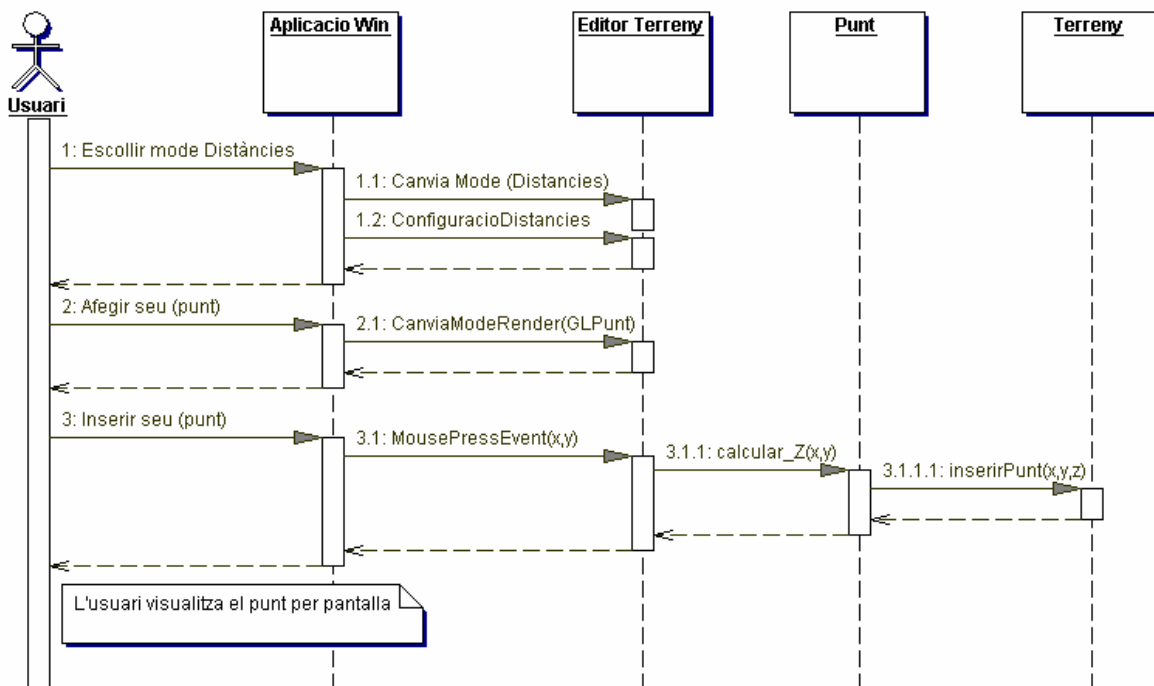 Aplicacio Win
Editor Terreny
Punt
Terreny
Usuari
1: Escollir mode Distàncies
1.1: Canvia Mode (Distancies)
1.2: ConfiguracioDistancies
2: Afegir seu (punt)
2.1: CanviaModeRender(GLPunt)
3: Inserir seu (punt)
3.1: MousePressEvent(x,y)
3.1.1: calcular_Z(x,y)
3.1.1.1: inserirPunt(x,y,z)
L'usuari visualitza el punt per pantalla